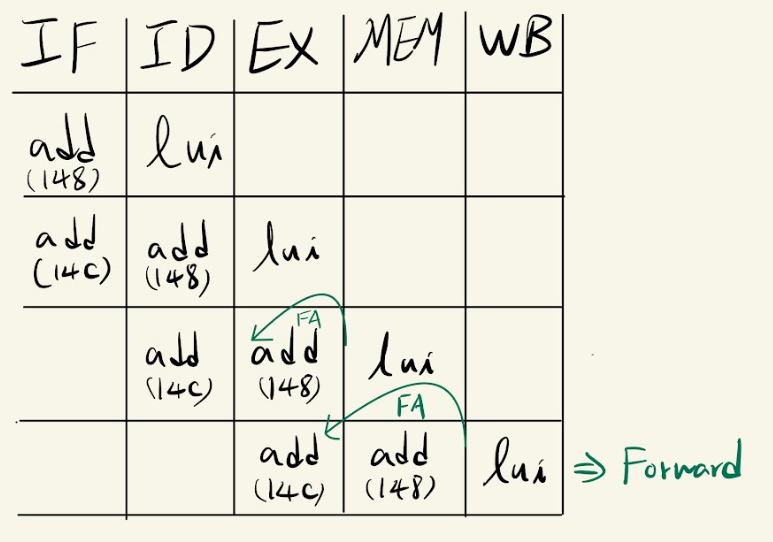 IF ID EX MEM WB
add lui
(148)
add add lui
(14C) (148)
FA
add add lui
(14C) (148)
FA
add add lui ⇒ Forward
(14C) (148)